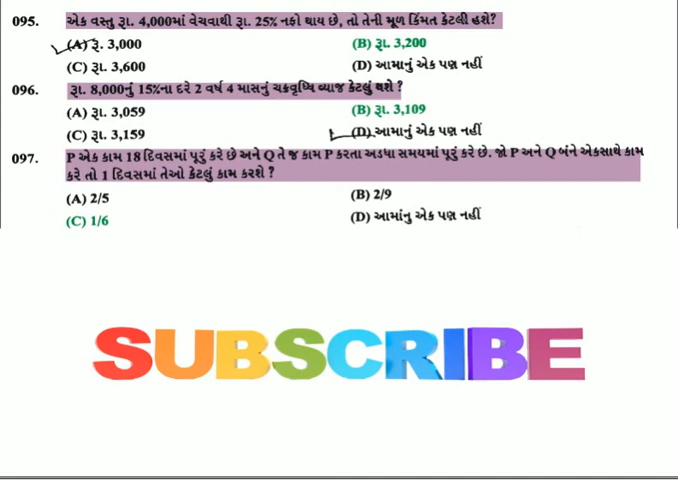 095. એક વસ્તુ રૂા. 4,000માં વેચવાથી રૂા. 25% નફો થાય છે, તો તેની મૂળ કિંમત કેટલી હશે?
(A) રૂ. 3,000 (B) રૂા. 3,200
(C) રૂા. 3,600 (D) આમાનું એક પણ નહીં
096. રૂા. 8,000નું 15%ના દરે 2 વર્ષ 4 માસનું ચક્રવૃધ્ધિ વ્યાજ કેટલું થશે ?
(A) રૂા. 3,059 (B) રૂા. 3,109
(C) રૂા. 3,159 (D) આમાનું એક પણ નહીં
097. P એક કામ 18 દિવસમાં પૂરું કરે છે અને Q તે જ કામ P કરતા અડધા સમયમાં પૂરું કરે છે. જો P અને Q બંને એકસાથે કામ
કરે તો 1 દિવસમાં તેઓ કેટલું કામ કરશે ?
(A) 2/5 (B) 2/9
(C) 1/6 (D) આમાંનુ એક પણ નહીં
SUBSCRIBE